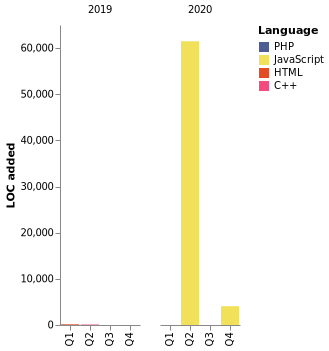 2019
2020
Language
PHP
JavaScript
HTML
C++
LOC added
60,000
50,000
40,000
30,000
20,000
10,000
0
Q1
Q2
Q3
Q4
Q1
Q2
Q3
Q4